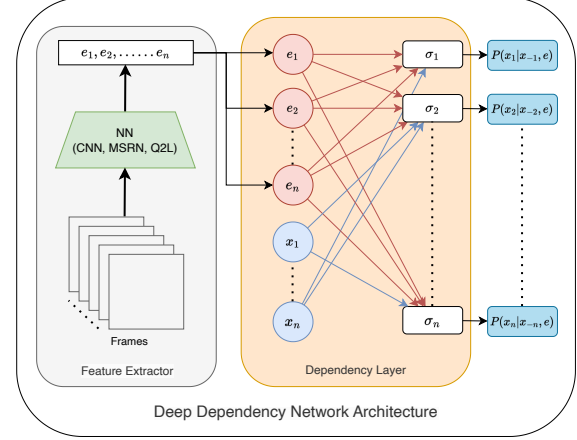 e₁, e₂, . . . . . . eₙ
NN
(CNN, MSRN, Q2L)
Frames
Feature Extractor
e₁
e₂
eₙ
x₁
xₙ
σ₁
σ₂
σₙ
Dependency Layer
P(x₁|x₋₁, e)
P(x₂|x₋₂, e)
P(xₙ|x₋ₙ, e)
Deep Dependency Network Architecture